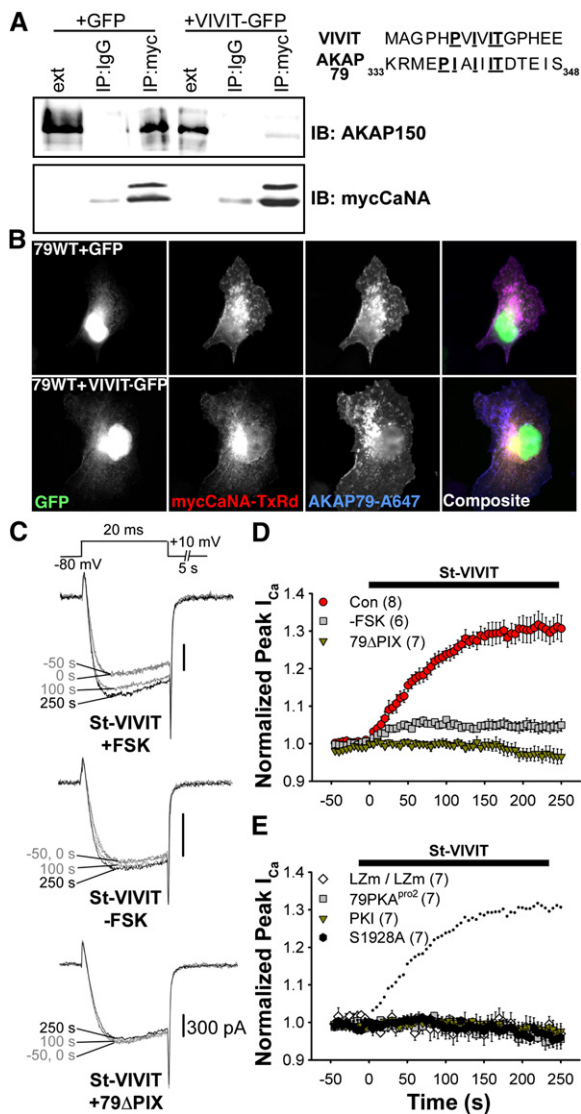 A
+GFP
+VIVIT-GFP
ext
IP:IgG
IP:myc
ext
IP:IgG
IP:myc
VIVIT MAGPHPVIVITGPHEE
AKAP79 333 KRMEPIAIIITDTEIS 348
IB: AKAP150
IB: mycCaNA
B
79WT+GFP
79WT+VIVIT-GFP
GFP
mycCaNA-TxRd
AKAP79-A647
Composite
C
20 ms
-80 mV
+10 mV
5 s
-50 s
0 s
100 s
250 s
St-VIVIT
+FSK
-50, 0 s
100 s
250 s
St-VIVIT
-FSK
250 s
100 s
-50, 0 s
300 pA
St-VIVIT
+79ΔPIX
D
St-VIVIT
Con (8)
-FSK (6)
79ΔPIX (7)
Normalized Peak ICa
1.4
1.3
1.2
1.1
1.0
0.9
-50 0 50 100 150 200 250
E
St-VIVIT
LZm / LZm (7)
79PKApro2 (7)
PKI (7)
S1928A (7)
Normalized Peak ICa
1.4
1.3
1.2
1.1
1.0
0.9
-50 0 50 100 150 200 250
Time (s)